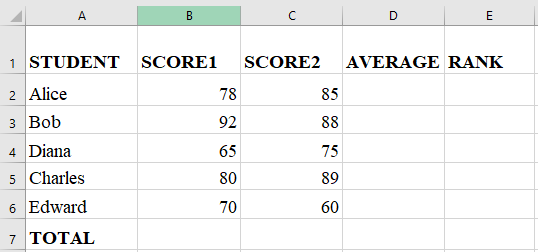 A B C D E
1 STUDENT SCORE1 SCORE2 AVERAGE RANK
2 Alice 78 85
3 Bob 92 88
4 Diana 65 75
5 Charles 80 89
6 Edward 70 60
7 TOTAL